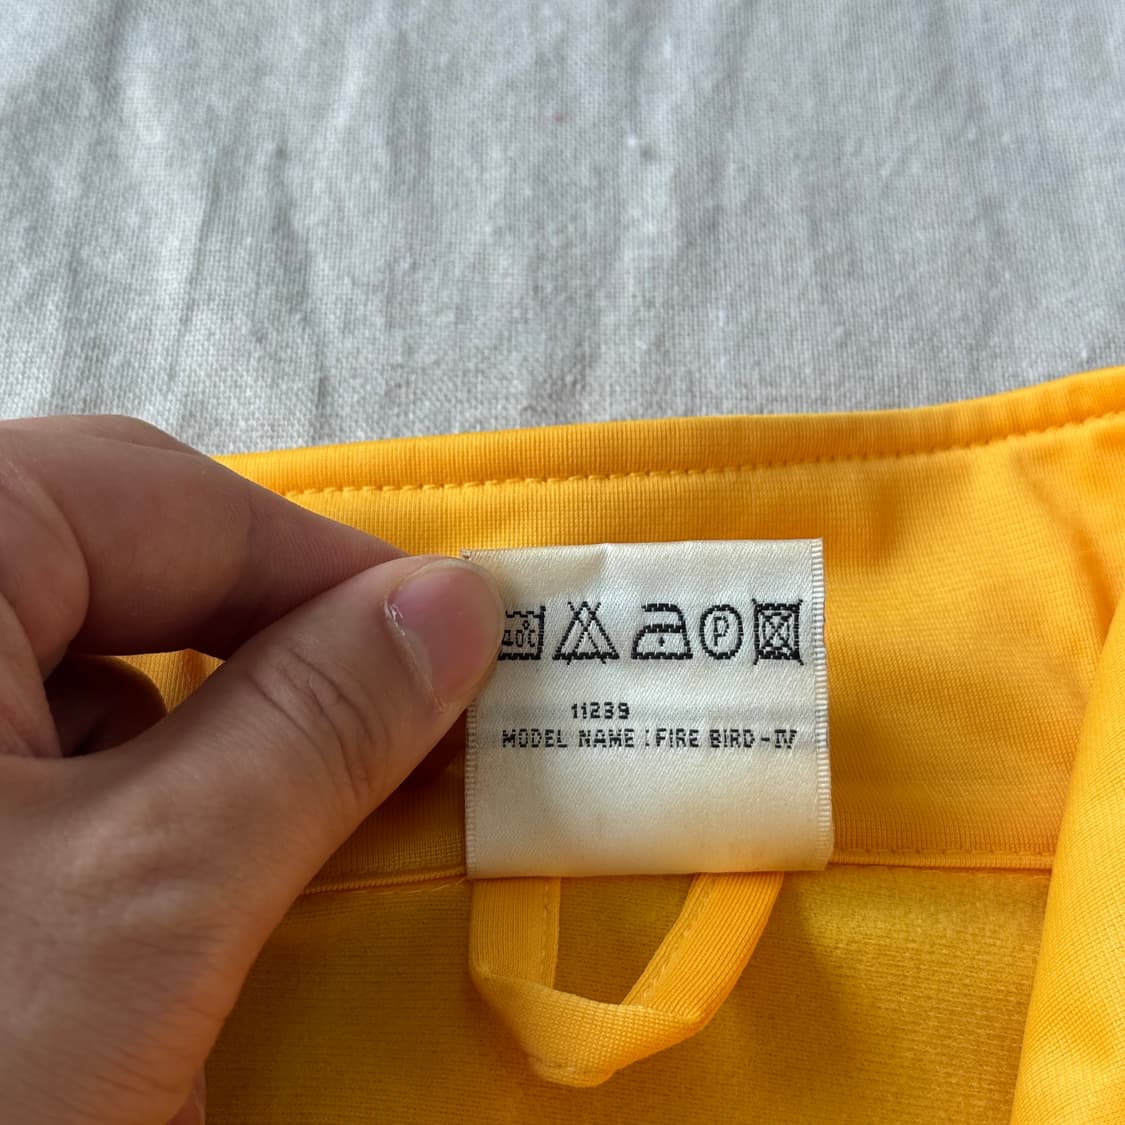 40°C P
11239
MODEL NAME : FIRE BIRD-IV